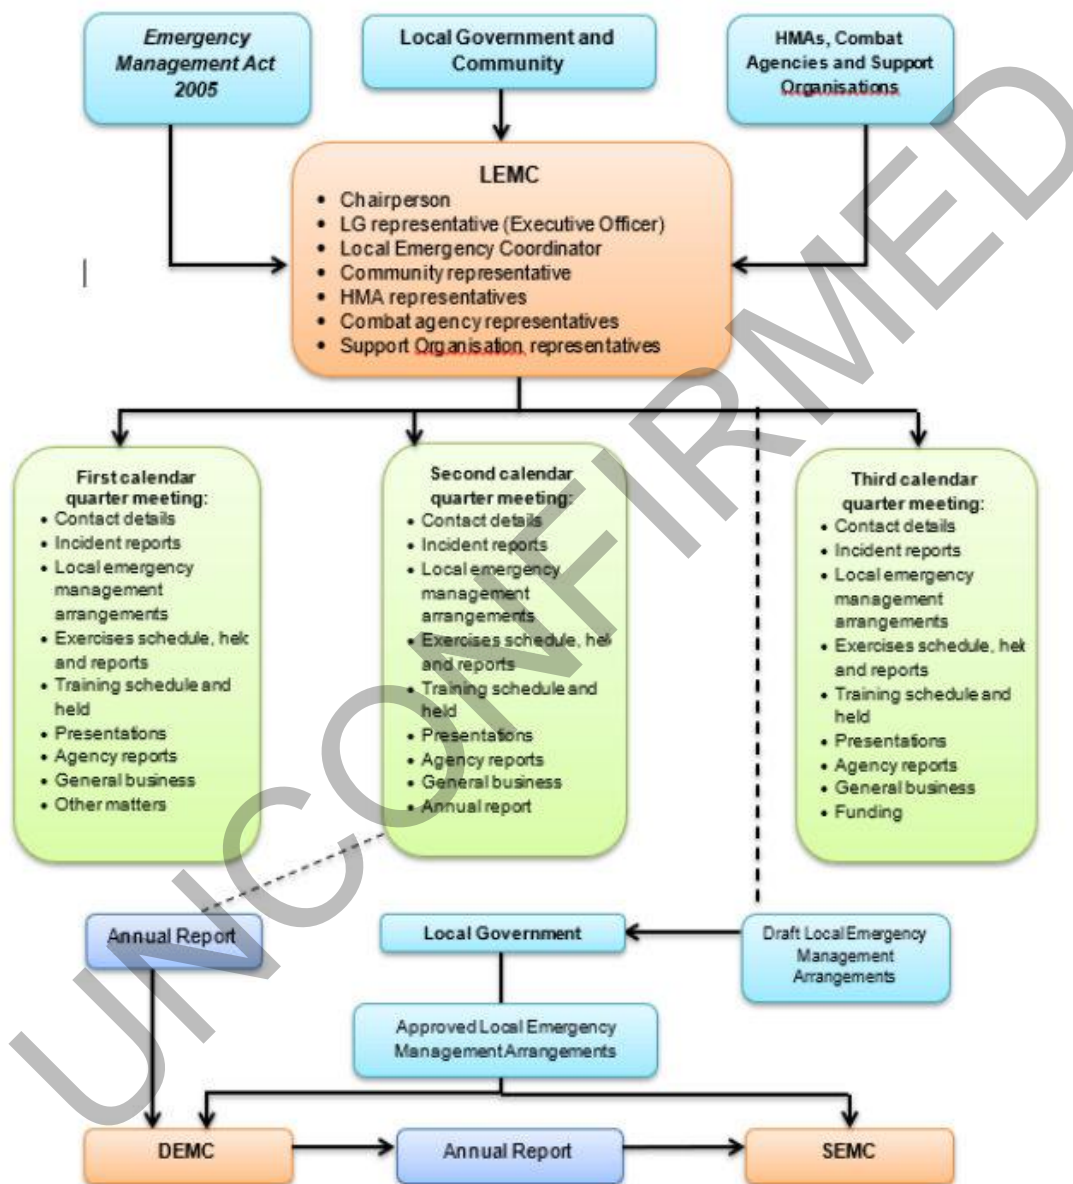 Emergency
Management Act
2005
Local Government and
Community
HMAs, Combat
Agencies and Support
Organisations
LEMC
• Chairperson
• LG representative (Executive Officer)
• Local Emergency Coordinator
• Community representative
• HMA representatives
• Combat agency representatives
• Support Organisation representatives
First calendar
quarter meeting:
• Contact details
• Incident reports
• Local emergency
management
arrangements
• Exercises schedule, held
and reports
• Training schedule and
held
• Presentations
• Agency reports
• General business
• Other matters
Second calendar
quarter meeting:
• Contact details
• Incident reports
• Local emergency
management
arrangements
• Exercises schedule, held
and reports
• Training schedule and
held
• Presentations
• Agency reports
• General business
• Annual report
Third calendar
quarter meeting:
• Contact details
• Incident reports
• Local emergency
management
arrangements
• Exercises schedule, held
and reports
• Training schedule and
held
• Presentations
• Agency reports
• General business
• Funding
Annual Report
Local Government
Draft Local Emergency
Management
Arrangements
Approved Local Emergency
Management Arrangements
DEMC
Annual Report
SEMC
UNCONFIRMED